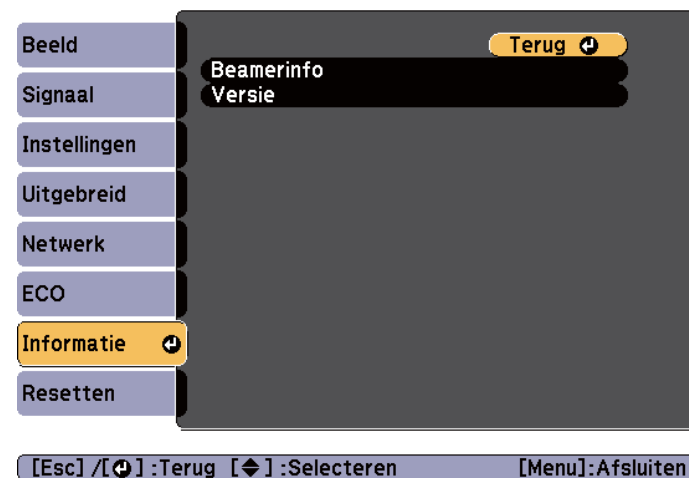 Beeld
Signaal
Instellingen
Uitgebreid
Netwerk
ECO
Informatie
Resetten
Terug
Beamerinfo
Versie
[Esc] /[ ] :Terug [ ] :Selecteren [Menu]:Afsluiten